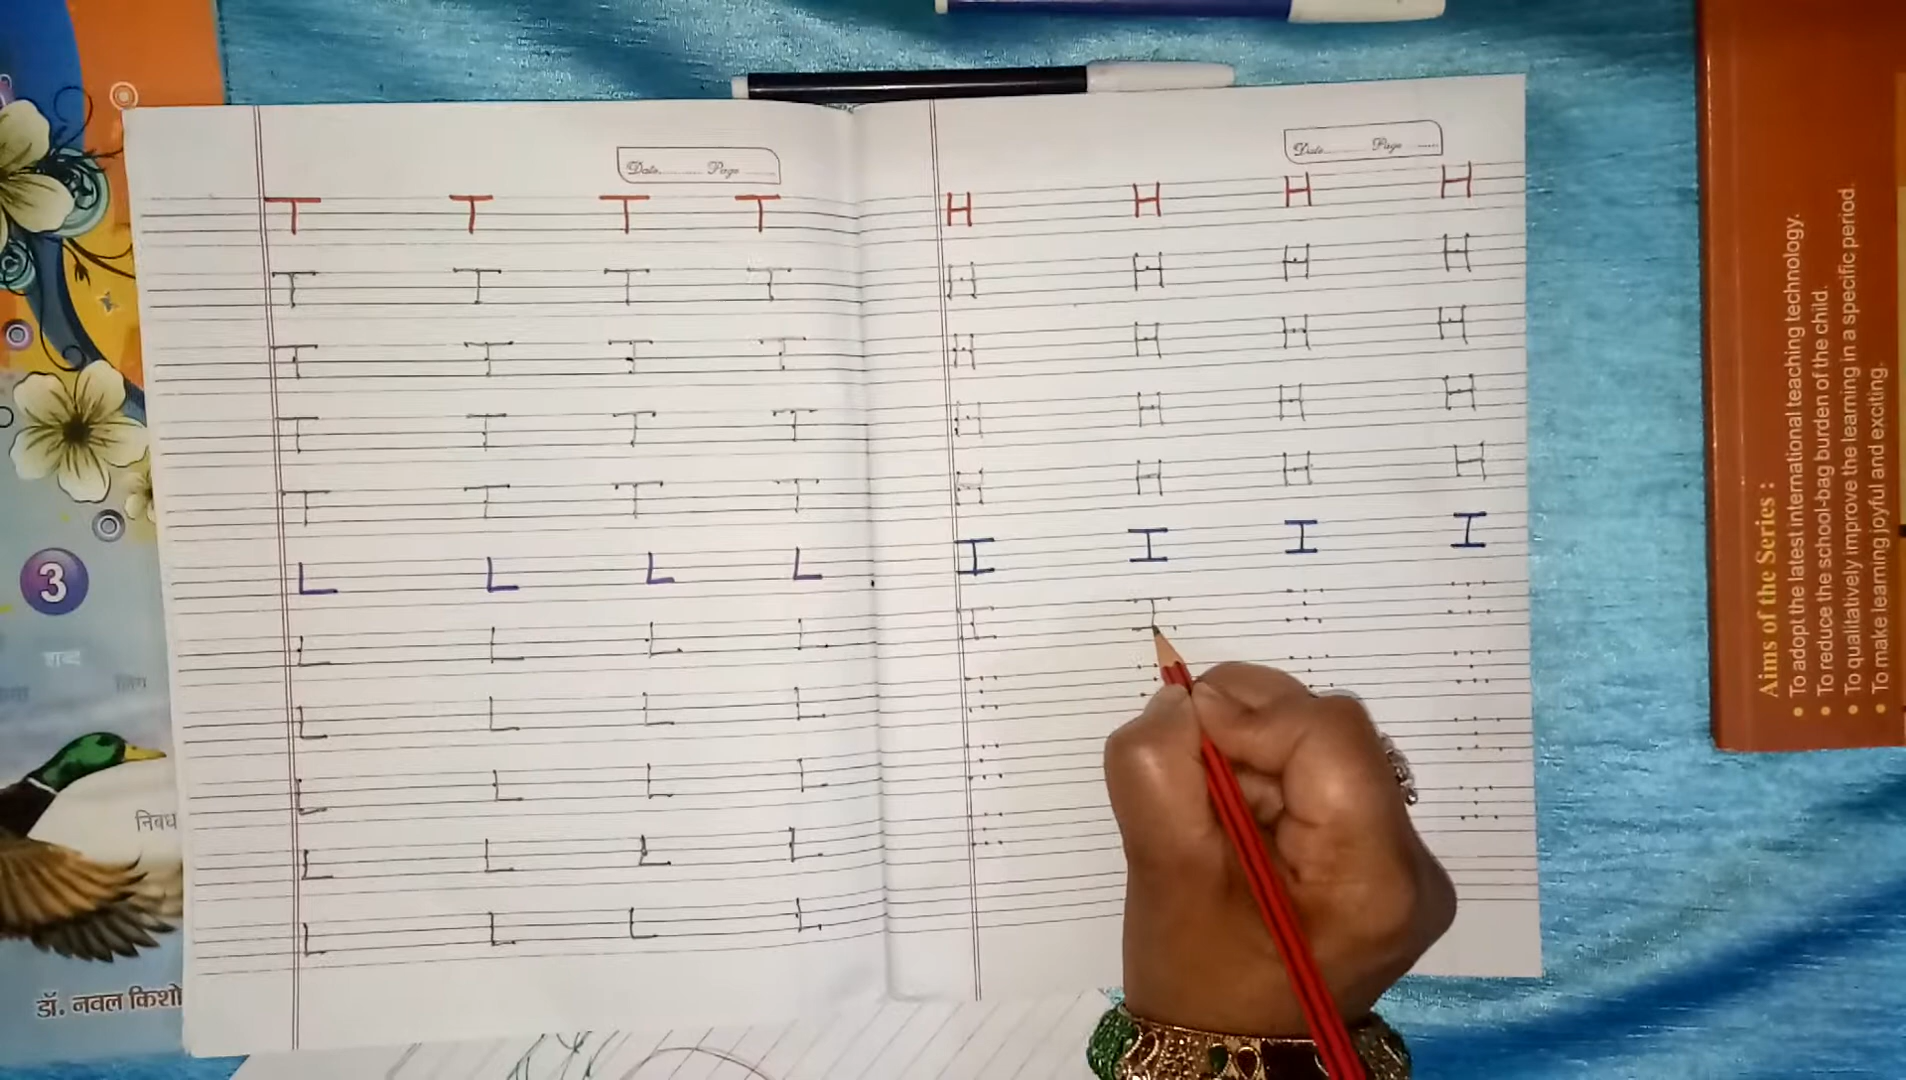 3
शब्द
लिंग
निबध
डॉ. नवल किशो
Date.......... Page ........
T T T T
T T T T
T T T T
T T T T
T T T T
L L L L
L L L L
L L L L
L L L L
L L L L
L L L L
Date.......... Page ......
H H H H
H H H H
H H H H
H H H H
H H H H
I I I I
I I
Aims of the Series :
• To adopt the latest international teaching technology.
• To reduce the school-bag burden of the child.
• To qualitatively improve the learning in a specific period.
• To make learning joyful and exciting.